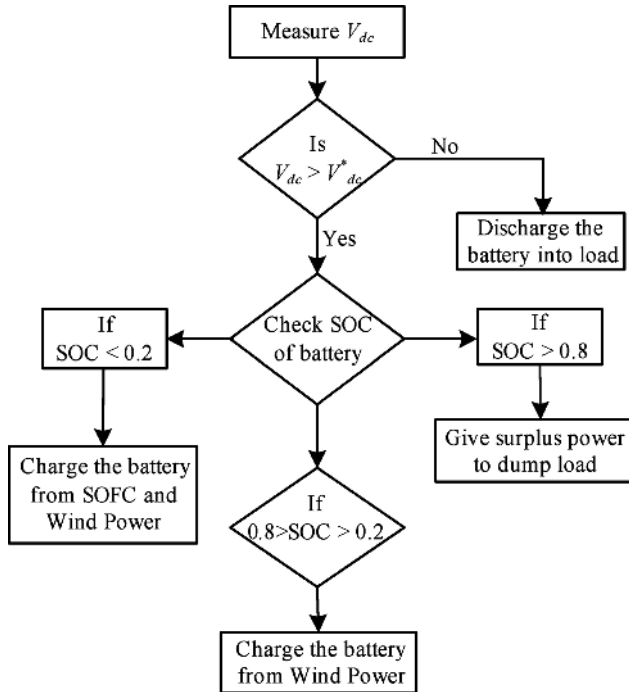 Measure V_dc
Is
V_dc > V*_dc
No
Yes
Discharge the
battery into load
If
SOC < 0.2
Check SOC
of battery
If
SOC > 0.8
Charge the battery
from SOFC and
Wind Power
Give surplus power
to dump load
If
0.8>SOC > 0.2
Charge the battery
from Wind Power